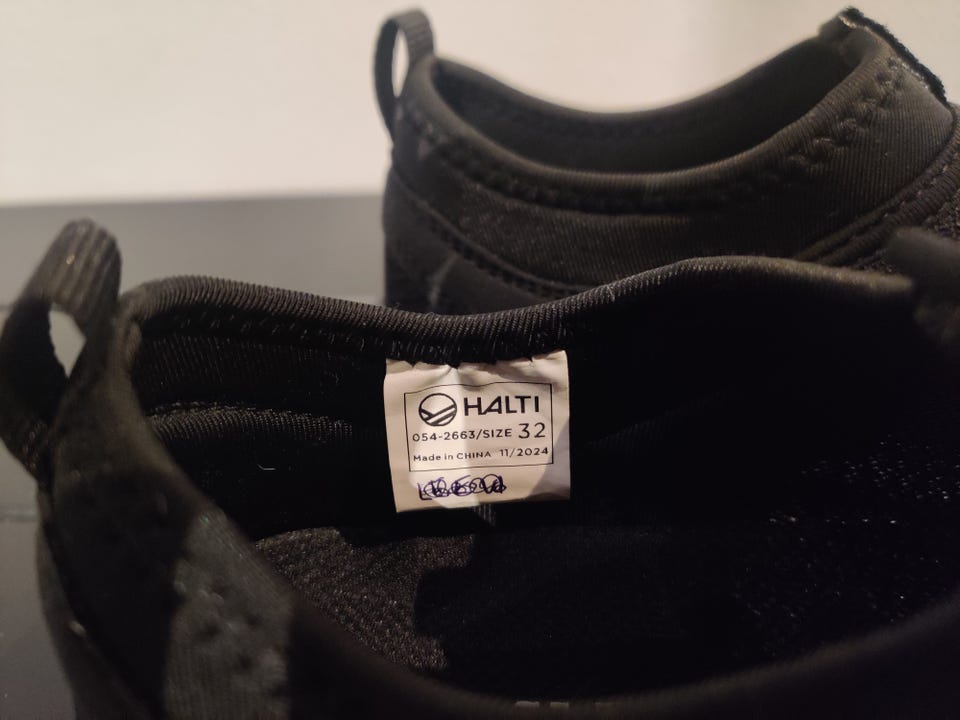 HALTI
054-2663/SIZE 32
Made in CHINA 11/2024